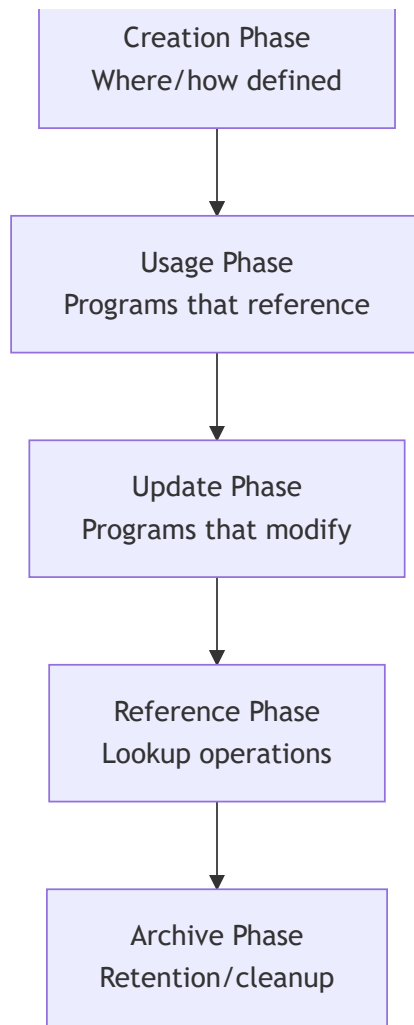 Creation Phase
Where/how defined
Usage Phase
Programs that reference
Update Phase
Programs that modify
Reference Phase
Lookup operations
Archive Phase
Retention/cleanup